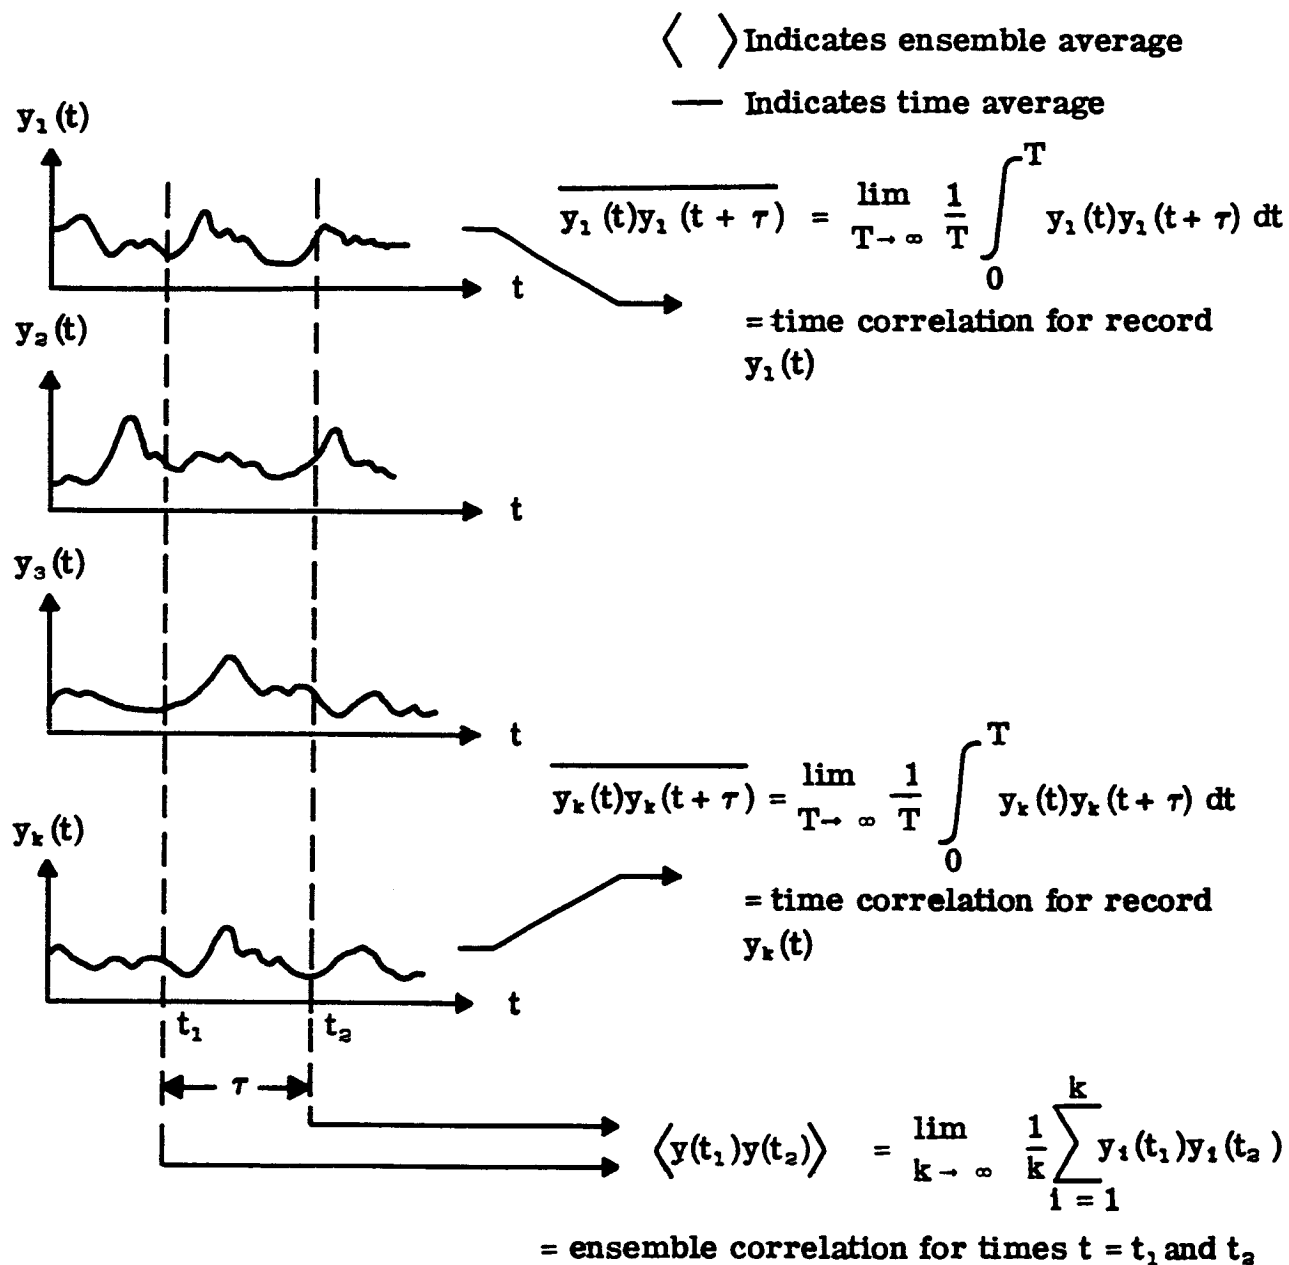 ⟨ ⟩ Indicates ensemble average
— Indicates time average
y₁(t)
y₁(t)y₁(t + τ) = lim T→∞ 1/T ∫₀ᵀ y₁(t)y₁(t + τ) dt
t
= time correlation for record
y₁(t)
y₂(t)
t
y₃(t)
t
yₖ(t)yₖ(t + τ) = lim T→∞ 1/T ∫₀ᵀ yₖ(t)yₖ(t + τ) dt
yₖ(t)
= time correlation for record
yₖ(t)
t
t₁ t₂
τ
⟨y(t₁)y(t₂)⟩ = lim k→∞ 1/k ∑ i = 1 k yᵢ(t₁)yᵢ(t₂)
= ensemble correlation for times t = t₁ and t₂